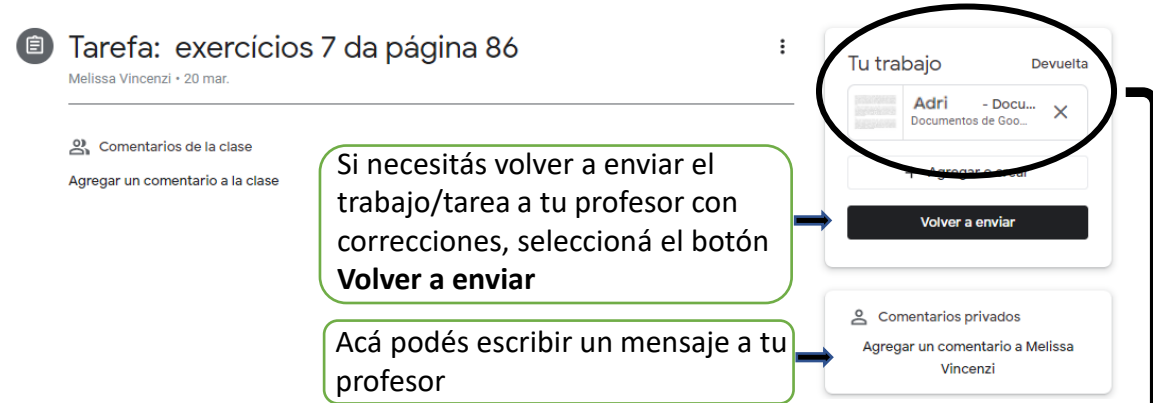 Tarefa: exercícios 7 da página 86
Melissa Vincenzi • 20 mar.
Comentarios de la clase
Agregar un comentario a la clase
Si necesitás volver a enviar el
trabajo/tarea a tu profesor con
correcciones, seleccioná el botón
Volver a enviar
Acá podés escribir un mensaje a tu
profesor
Tu trabajo Devuelta
Adri - Docu...
Documentos de Goo...
+ Agregar o crear
Volver a enviar
Comentarios privados
Agregar un comentario a Melissa
Vincenzi